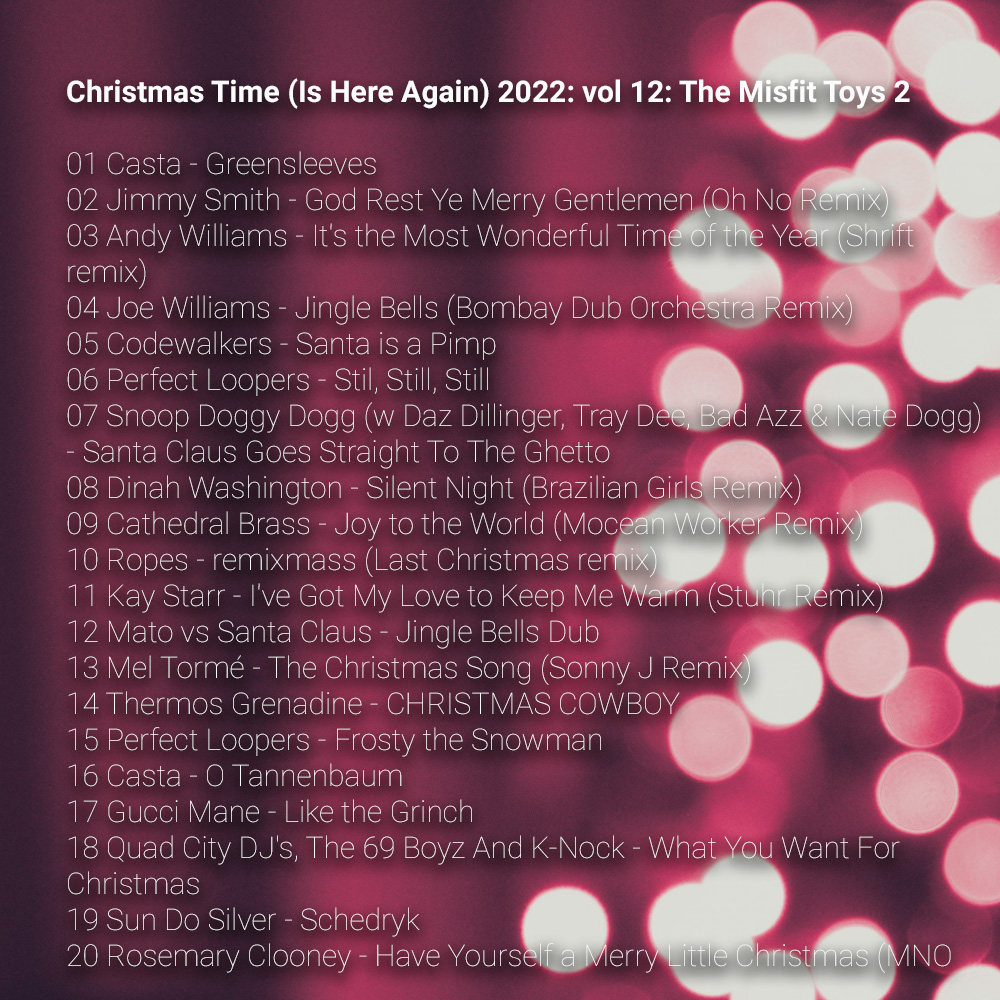 Christmas Time (Is Here Again) 2022: vol 12: The Misfit Toys 2
01 Casta - Greensleeves
02 Jimmy Smith - God Rest Ye Merry Gentlemen (Oh No Remix)
03 Andy Williams - It's the Most Wonderful Time of the Year (Shrift
remix)
04 Joe Williams - Jingle Bells (Bombay Dub Orchestra Remix)
05 Codewalkers - Santa is a Pimp
06 Perfect Loopers - Stil, Still, Still
07 Snoop Doggy Dogg (w Daz Dillinger, Tray Dee, Bad Azz & Nate Dogg)
- Santa Claus Goes Straight To The Ghetto
08 Dinah Washington - Silent Night (Brazilian Girls Remix)
09 Cathedral Brass - Joy to the World (Mocean Worker Remix)
10 Ropes - remixmass (Last Christmas remix)
11 Kay Starr - I've Got My Love to Keep Me Warm (Stuhr Remix)
12 Mato vs Santa Claus - Jingle Bells Dub
13 Mel Tormé - The Christmas Song (Sonny J Remix)
14 Thermos Grenadine - CHRISTMAS COWBOY
15 Perfect Loopers - Frosty the Snowman
16 Casta - O Tannenbaum
17 Gucci Mane - Like the Grinch
18 Quad City DJ's, The 69 Boyz And K-Nock - What You Want For
Christmas
19 Sun Do Silver - Schedryk
20 Rosemary Clooney - Have Yourself a Merry Little Christmas (MNO